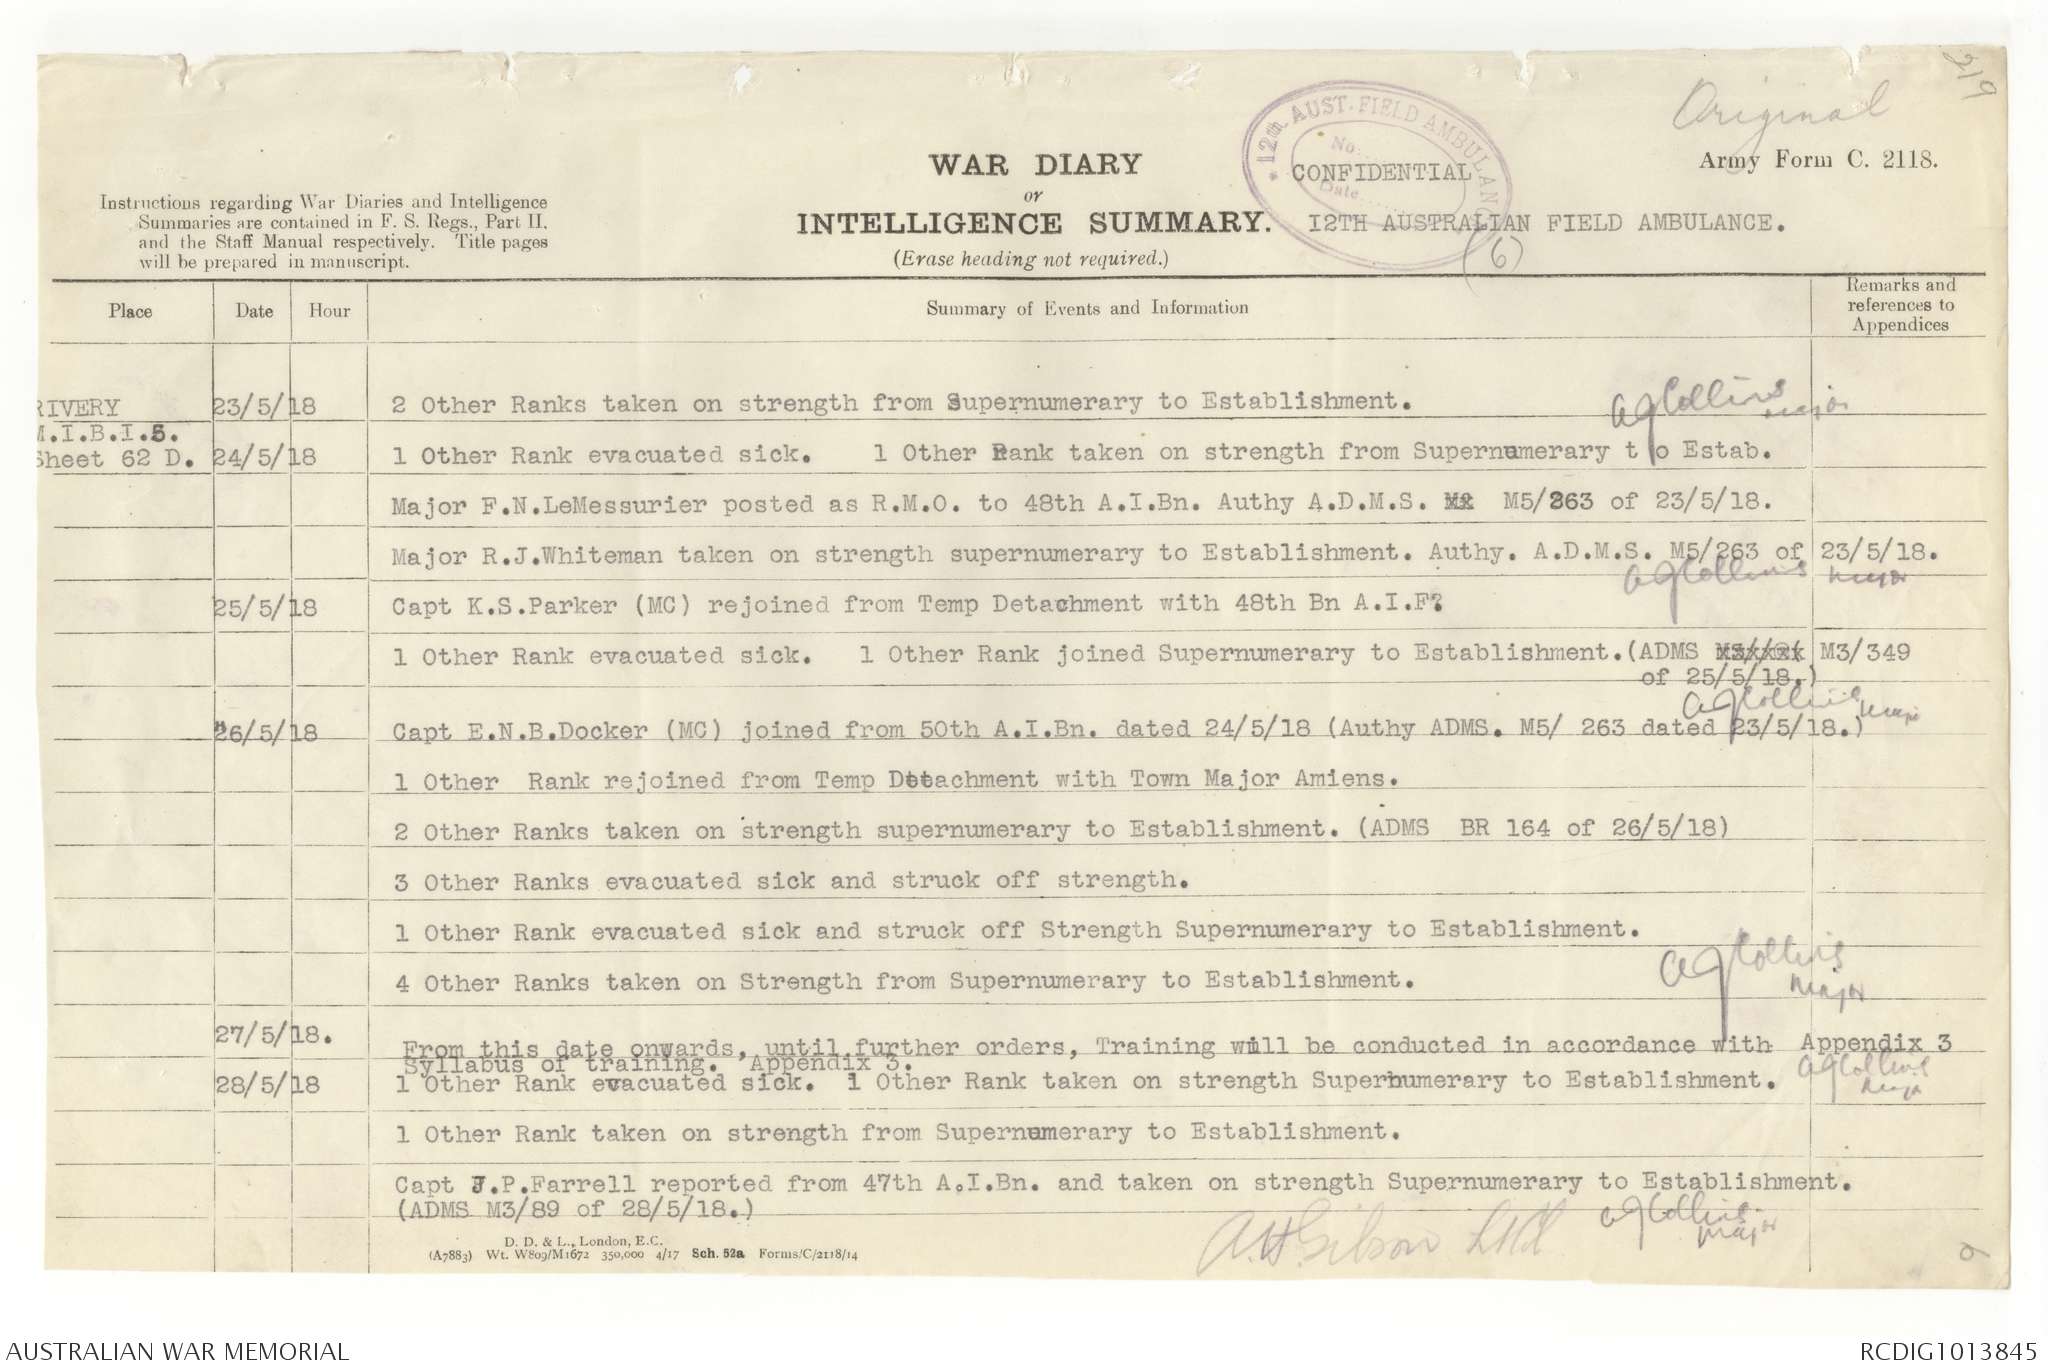 219
Original
Army Form C. 2118.
12th AUST. FIELD AMBULANCE
No.......
Date.......
WAR DIARY
or
INTELLIGENCE SUMMARY.
(Erase heading not required.)
CONFIDENTIAL
I2TH AUSTRALIAN FIELD AMBULANCE.
(6)
Instructions regarding War Diaries and Intelligence
Summaries are contained in F. S. Regs., Part II.
and the Staff Manual respectively. Title pages
will be prepared in manuscript.
Place Date Hour Summary of Events and Information Remarks and references to Appendices
RIVERY 23/5/18 2 Other Ranks taken on strength from Supernumerary to Establishment. AGCollins Major
M.I.B.I.5.
Sheet 62 D. 24/5/18 1 Other Rank evacuated sick. 1 Other Rank taken on strength from Supernumerary t o Estab.
Major F.N.LeMessurier posted as R.M.O. to 48th A.I.Bn. Authy A.D.M.S. M5/263 of 23/5/18.
Major R.J.Whiteman taken on strength supernumerary to Establishment. Authy. A.D.M.S. M5/263 of 23/5/18.
AGCollins Major
25/5/18 Capt K.S.Parker (MC) rejoined from Temp Detachment with 48th Bn A.I.F?
1 Other Rank evacuated sick. 1 Other Rank joined Supernumerary to Establishment.(ADMS M3/349
of 25/5/18.)
AGCollins Major
26/5/18 Capt E.N.B.Docker (MC) joined from 50th A.I.Bn. dated 24/5/18 (Authy ADMS. M5/ 263 dated 23/5/18.)
1 Other Rank rejoined from Temp Detachment with Town Major Amiens.
2 Other Ranks taken on strength supernumerary to Establishment. (ADMS BR 164 of 26/5/18)
3 Other Ranks evacuated sick and struck off strength.
1 Other Rank evacuated sick and struck off Strength Supernumerary to Establishment.
4 Other Ranks taken on Strength from Supernumerary to Establishment.
AGCollins Major
27/5/18. From this date onwards, until further orders, Training will be conducted in accordance with Appendix 3
Syllabus of training. Appendix 3.
AGCollins Major
28/5/18 1 Other Rank evacuated sick. 1 Other Rank taken on strength Supernumerary to Establishment.
1 Other Rank taken on strength from Supernumerary to Establishment.
Capt J.P.Farrell reported from 47th A.I.Bn. and taken on strength Supernumerary to Establishment.
(ADMS M3/89 of 28/5/18.)
AGCollins Major
D. D. & L., London, E.C.
(A7883) Wt. W809/M1672 350,000 4/17 Sch. 52a Forms/C/2118/14
AUSTRALIAN WAR MEMORIAL
RCDIG1013845